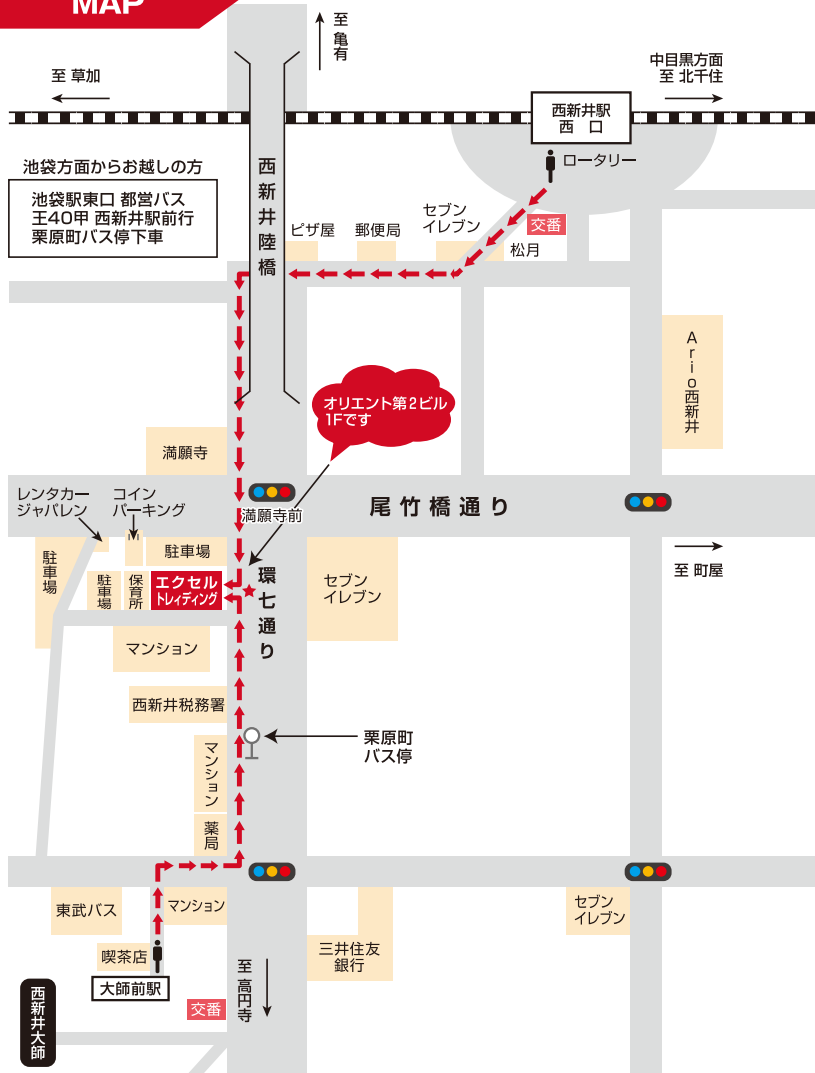 MAP
至 亀有
至 草加
中目黒方面
至 北千住
西新井駅
西 口
ロータリー
池袋方面からお越しの方
池袋駅東口 都営バス
王40甲 西新井駅前行
栗原町バス停下車
西新井陸橋
ピザ屋
郵便局
セブン
イレブン
交番
松月
Ario西新井
オリエント第2ビル
1Fです
満願寺
レンタカー
ジャパレン
コイン
パーキング
満願寺前
尾竹橋通り
駐車場
駐車場
駐車場
保育所
エクセル
トレイディング
環七通り
セブン
イレブン
至 町屋
マンション
西新井税務署
マンション
栗原町
バス停
薬局
東武バス
マンション
セブン
イレブン
喫茶店
三井住友
銀行
大師前駅
至 高円寺
交番
西新井大師